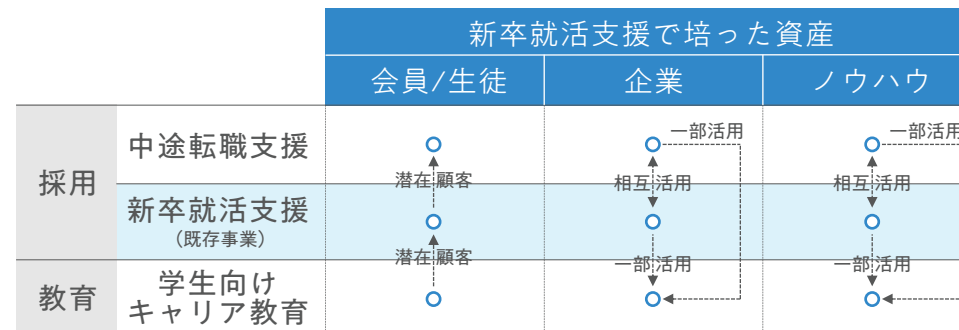 新卒就活支援で培った資産
会員/生徒
企業
ノウハウ
採用
中途転職支援
一部活用
一部活用
潜在顧客
相互活用
相互活用
新卒就活支援
(既存事業)
潜在顧客
一部活用
一部活用
教育
学生向け
キャリア教育